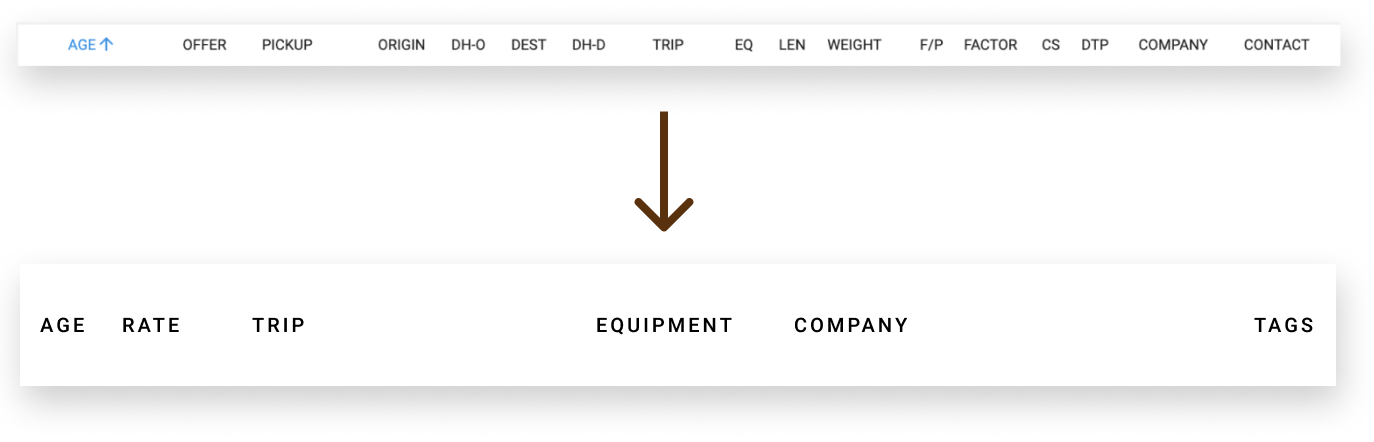 AGE OFFER PICKUP ORIGIN DH-O DEST DH-D TRIP EQ LEN WEIGHT F/P FACTOR CS DTP COMPANY CONTACT
AGE RATE TRIP EQUIPMENT COMPANY TAGS